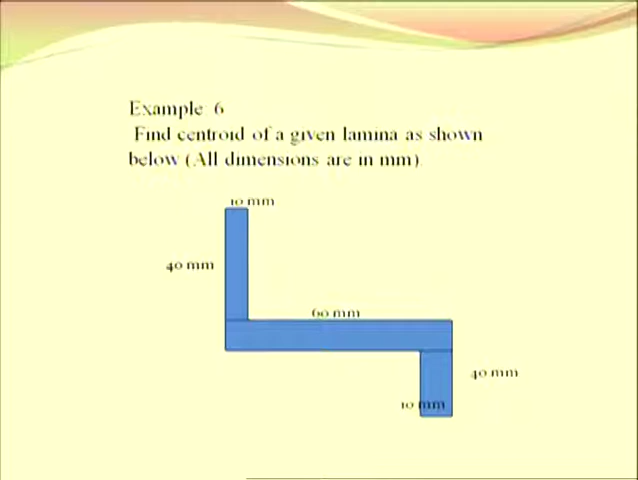 Example 6
Find centroid of a given lamina as shown
below (All dimensions are in mm)
10 mm
40 mm
60 mm
40 mm
10 mm